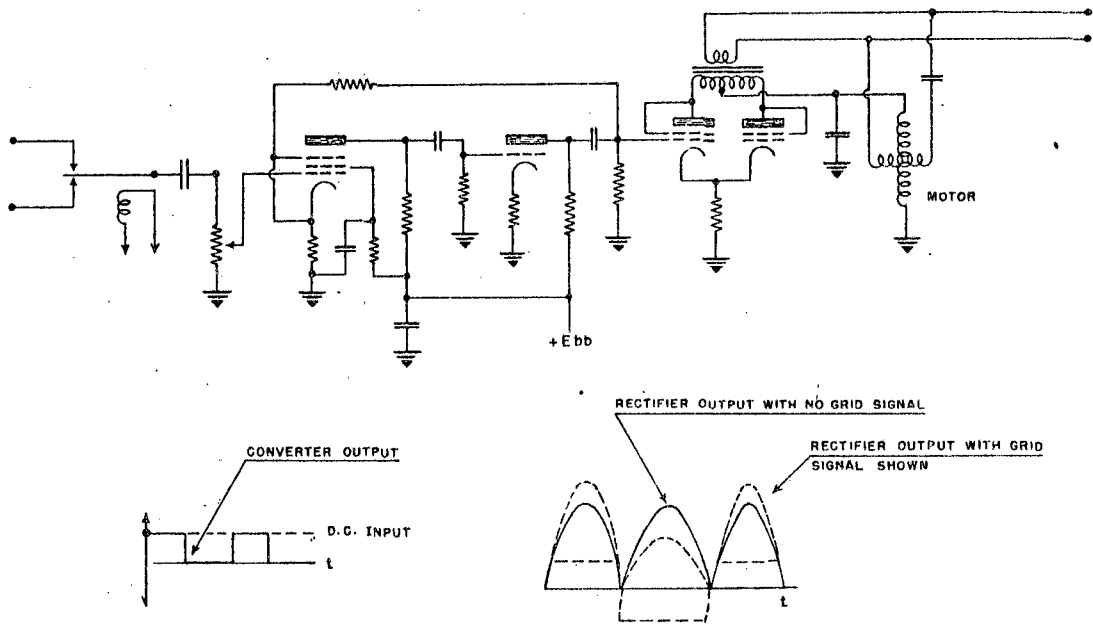 MOTOR
+Ebb
RECTIFIER OUTPUT WITH NO GRID SIGNAL
CONVERTER OUTPUT
RECTIFIER OUTPUT WITH GRID
SIGNAL SHOWN
D.C. INPUT
t
t